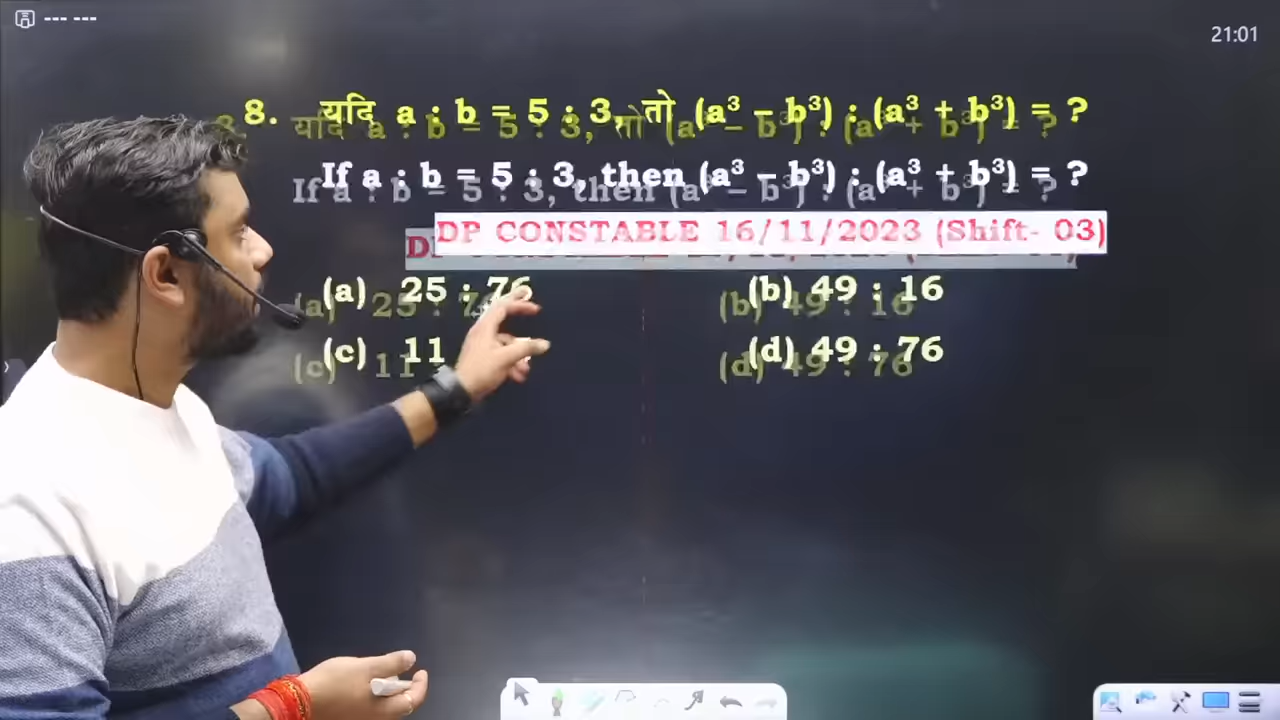 21:01
8. यदि a : b = 5 : 3, तो (a³ – b³) : (a³ + b³) = ?
If a : b = 5 : 3, then (a³ – b³) : (a³ + b³) = ?
DP CONSTABLE 16/11/2023 (Shift- 03)
(a) 25 : 76 (b) 49 : 16
(c) 11 (d) 49 : 76